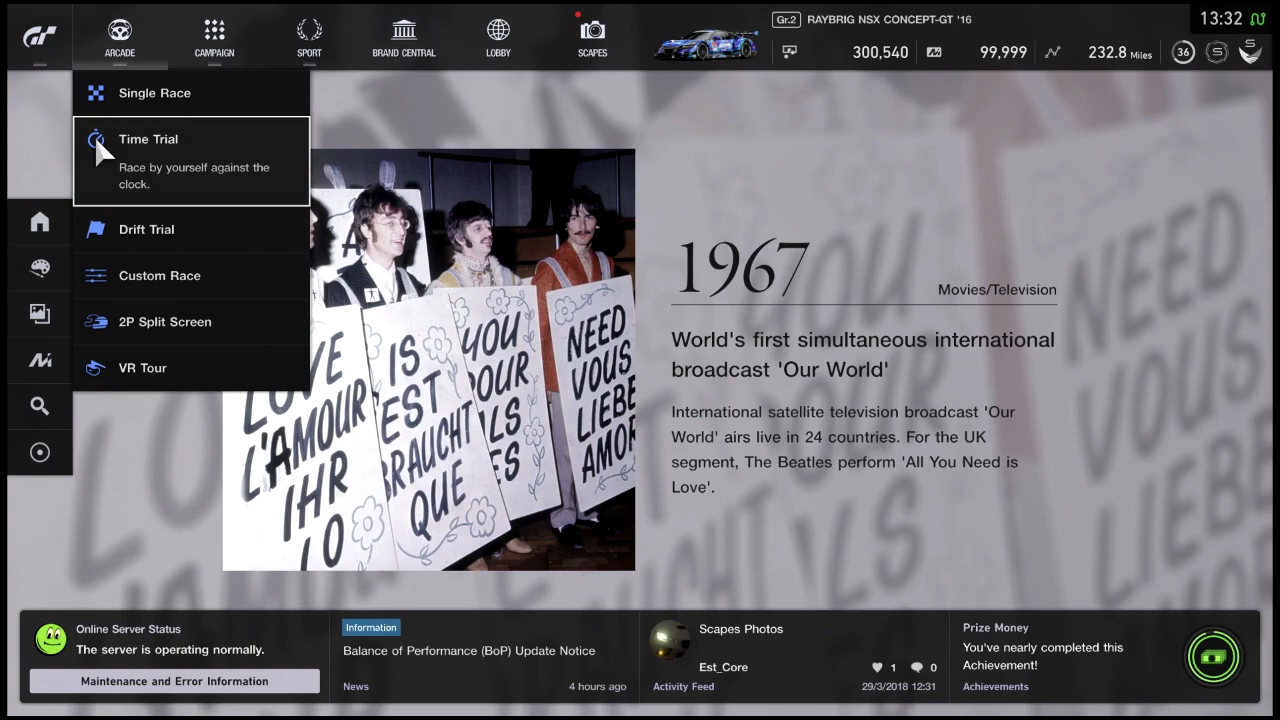 Gr.2 RAYBRIG NSX CONCEPT-GT '16
13:32
ARCADE
CAMPAIGN
SPORT
BRAND CENTRAL
LOBBY
SCAPES
300,540
99,999
232.8 Miles
36
S
S
Single Race
Time Trial
Race by yourself against the
clock.
Drift Trial
Custom Race
2P Split Screen
VR Tour
LOVE
L'AMOUR
IHR
LO
IS
EST
BRAUCHT
QUE
YOU
POUR
ALS
ES
NEED
VOUS
LIEBE
AMOR
1967
Movies/Television
World's first simultaneous international
broadcast 'Our World'
International satellite television broadcast 'Our
World' airs live in 24 countries. For the UK
segment, The Beatles perform 'All You Need is
Love'.
Online Server Status
The server is operating normally.
Maintenance and Error Information
Information
Balance of Performance (BoP) Update Notice
News
4 hours ago
Scapes Photos
Est_Core
1
0
Activity Feed
29/3/2018 12:31
Prize Money
You've nearly completed this
Achievement!
Achievements